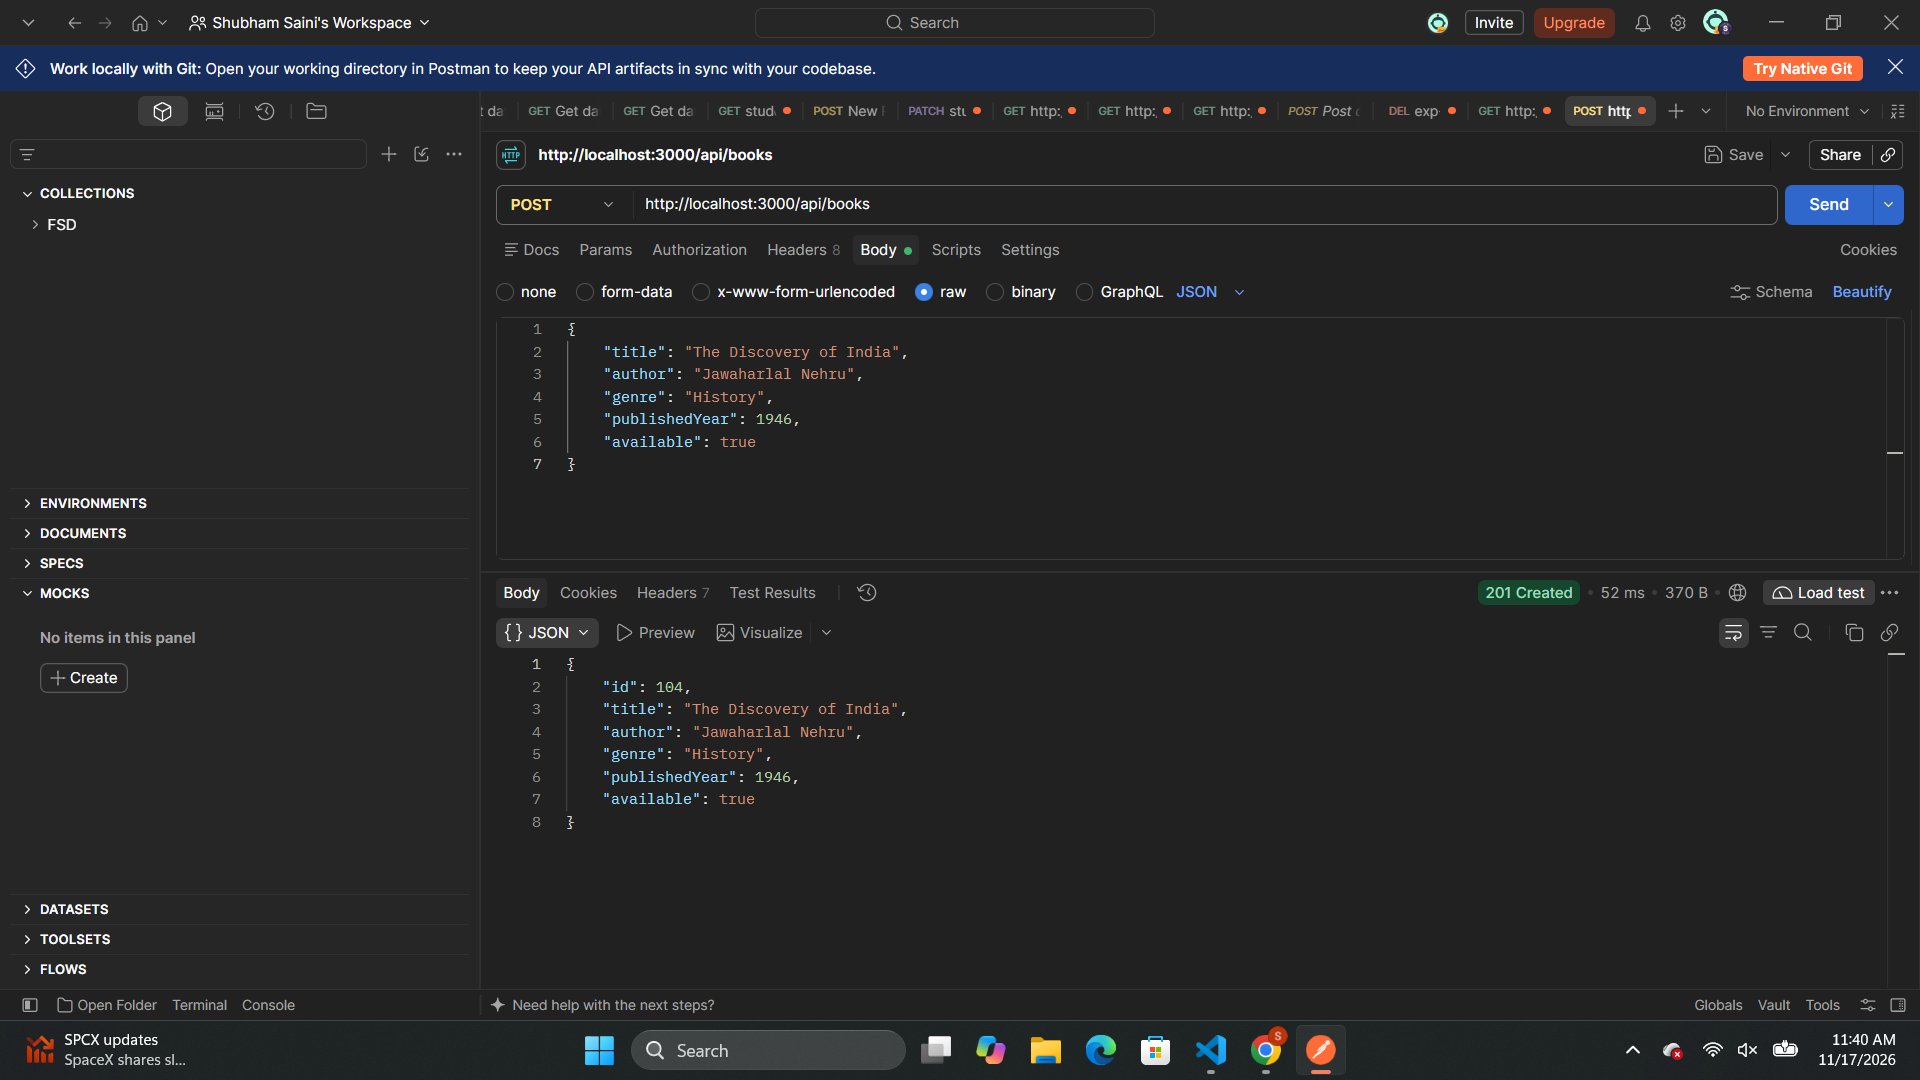 Shubham Saini's Workspace
Search
Invite
Upgrade
Work locally with Git: Open your working directory in Postman to keep your API artifacts in sync with your codebase.
Try Native Git
t da
GET Get da
GET Get da
GET stud
POST New
PATCH stu
GET http:
GET http:
GET http:
POST Post
DEL exp
GET http:
POST http
No Environment
COLLECTIONS
FSD
ENVIRONMENTS
DOCUMENTS
SPECS
MOCKS
No items in this panel
Create
DATASETS
TOOLSETS
FLOWS
HTTP
http://localhost:3000/api/books
Save
Share
POST
http://localhost:3000/api/books
Send
Docs
Params
Authorization
Headers 8
Body
Scripts
Settings
Cookies
none
form-data
x-www-form-urlencoded
raw
binary
GraphQL
JSON
Schema
Beautify
1 {
2 "title": "The Discovery of India",
3 "author": "Jawaharlal Nehru",
4 "genre": "History",
5 "publishedYear": 1946,
6 "available": true
7 }
Body
Cookies
Headers 7
Test Results
201 Created
52 ms
370 B
Load test
{} JSON
Preview
Visualize
1 {
2 "id": 104,
3 "title": "The Discovery of India",
4 "author": "Jawaharlal Nehru",
5 "genre": "History",
6 "publishedYear": 1946,
7 "available": true
8 }
Open Folder
Terminal
Console
Need help with the next steps?
Globals
Vault
Tools
SPCX updates
SpaceX shares sl...
Search
S
11:40 AM
11/17/2026